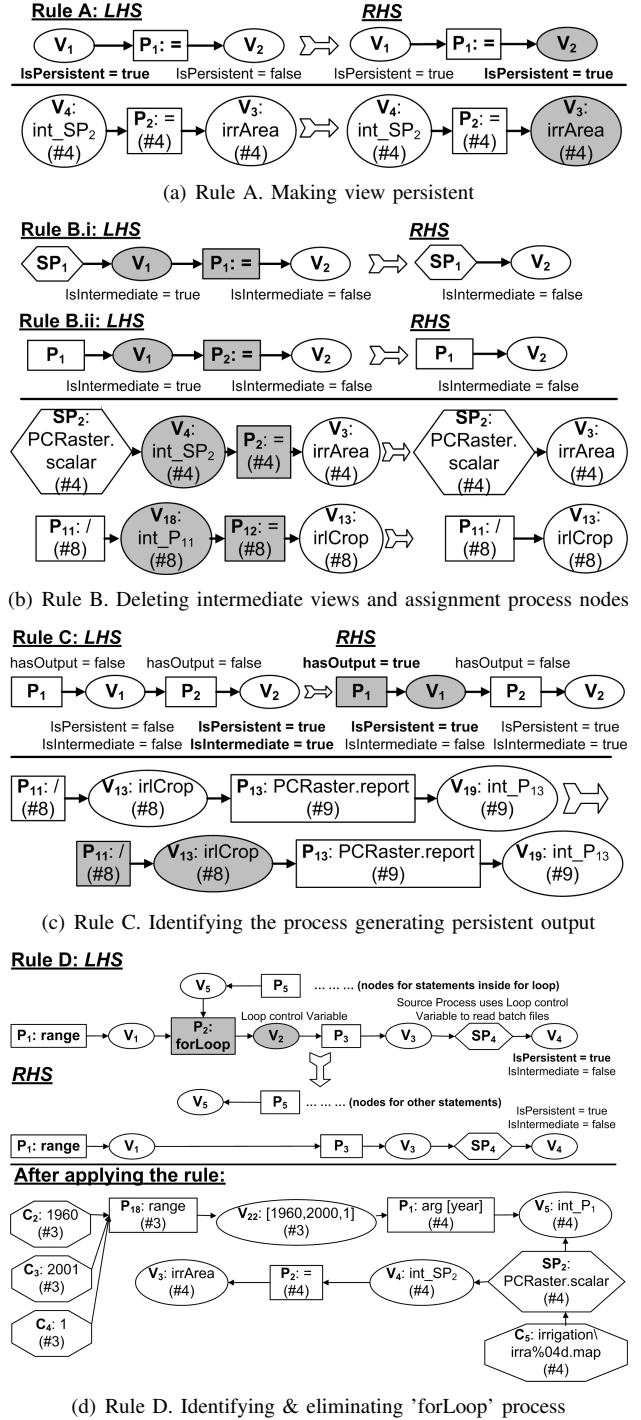 Rule A: LHS
RHS
V1 P1: = V2 V1 P1: = V2
IsPersistent = true IsPersistent = false IsPersistent = true IsPersistent = true
V4: int_SP2 (#4) P2: = (#4) V3: irrArea (#4) V4: int_SP2 (#4) P2: = (#4) V3: irrArea (#4)
(a) Rule A. Making view persistent
Rule B.i: LHS
RHS
SP1 V1 P1: = V2 SP1 V2
IsIntermediate = true IsIntermediate = false IsIntermediate = false
Rule B.ii: LHS
RHS
P1 V1 P2: = V2 P1 V2
IsIntermediate = true IsIntermediate = false IsIntermediate = false
SP2: PCRaster. scalar (#4) V4: int_SP2 (#4) P2: = (#4) V3: irrArea (#4) SP2: PCRaster. scalar (#4) V3: irrArea (#4)
P11: / (#8) V18: int_P11 (#8) P12: = (#8) V13: irlCrop (#8) P11: / (#8) V13: irlCrop (#8)
(b) Rule B. Deleting intermediate views and assignment process nodes
Rule C: LHS
RHS
hasOutput = false hasOutput = false hasOutput = true hasOutput = false
P1 V1 P2 V2 P1 V1 P2 V2
IsPersistent = false IsPersistent = true IsPersistent = true IsPersistent = true
IsIntermediate = false IsIntermediate = true IsIntermediate = false IsIntermediate = true
P11: / (#8) V13: irlCrop (#8) P13: PCRaster.report (#9) V19: int_P13 (#9)
P11: / (#8) V13: irlCrop (#8) P13: PCRaster.report (#9) V19: int_P13 (#9)
(c) Rule C. Identifying the process generating persistent output
Rule D: LHS
V5 P5 ... ... ... (nodes for statements inside for loop)
Loop control Variable
Source Process uses Loop control
Variable to read batch files
P1: range V1 P2: forLoop V2 P3 V3 SP4 V4
IsPersistent = true
IsIntermediate = false
RHS
V5 P5 ... ... ... (nodes for other statements)
IsPersistent = true
IsIntermediate = false
P1: range V1 P3 V3 SP4 V4
After applying the rule:
C2: 1960 (#3) P18: range (#3) V22: [1960,2000,1] (#3) P1: arg [year] (#4) V5: int_P1 (#4)
C3: 2001 (#3) V3: irrArea (#4) P2: = (#4) V4: int_SP2 (#4) SP2: PCRaster.scalar (#4)
C4: 1 (#3) C5: irrigation\ irra%04d.map (#4)
(d) Rule D. Identifying & eliminating 'forLoop' process